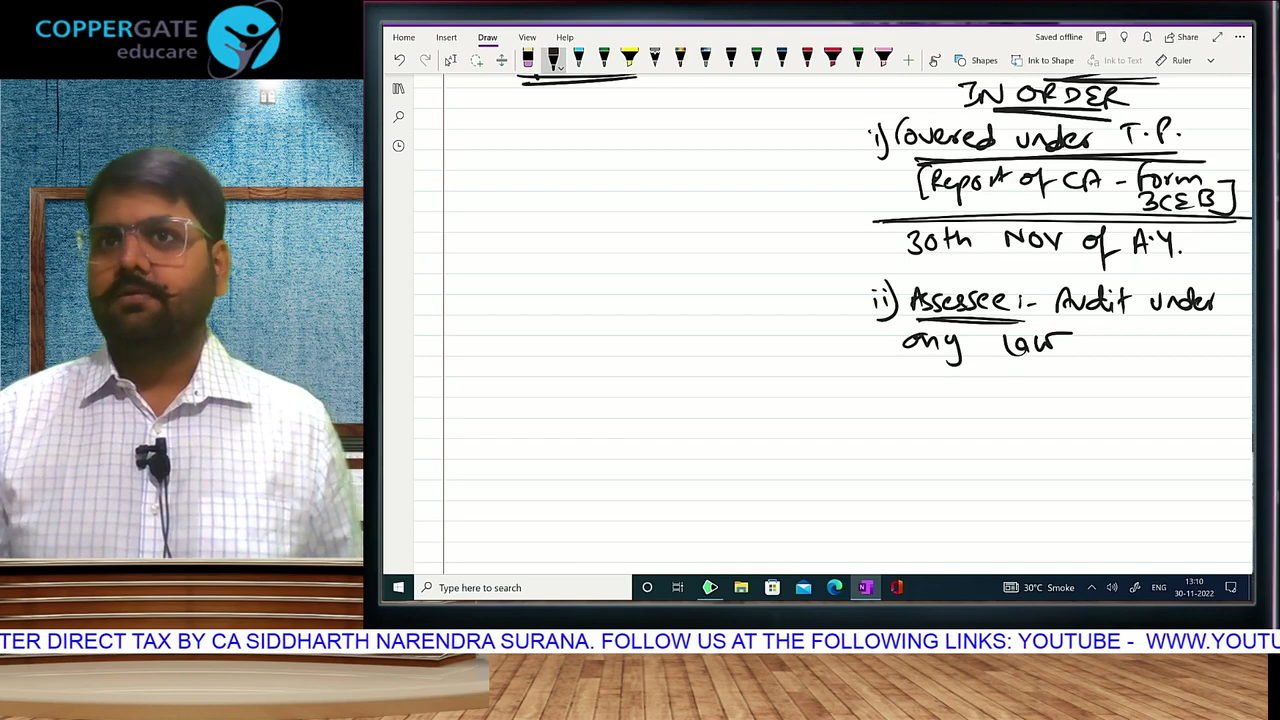 COPPERGATE
educare
Home Insert Draw View Help
Saved offline
Share
Shapes
Ink to Shape
Ink to Text
Ruler
IN ORDER
i) Covered under T.P.
[Report of CA - Form
3CEB]
30th NOV of A.Y.
ii) Assessee :- Audit under
any law
Type here to search
30°C Smoke
ENG
13:10
30-11-2022
TER DIRECT TAX BY CA SIDDHARTH NARENDRA SURANA. FOLLOW US AT THE FOLLOWING LINKS: YOUTUBE - WWW.YOUTU